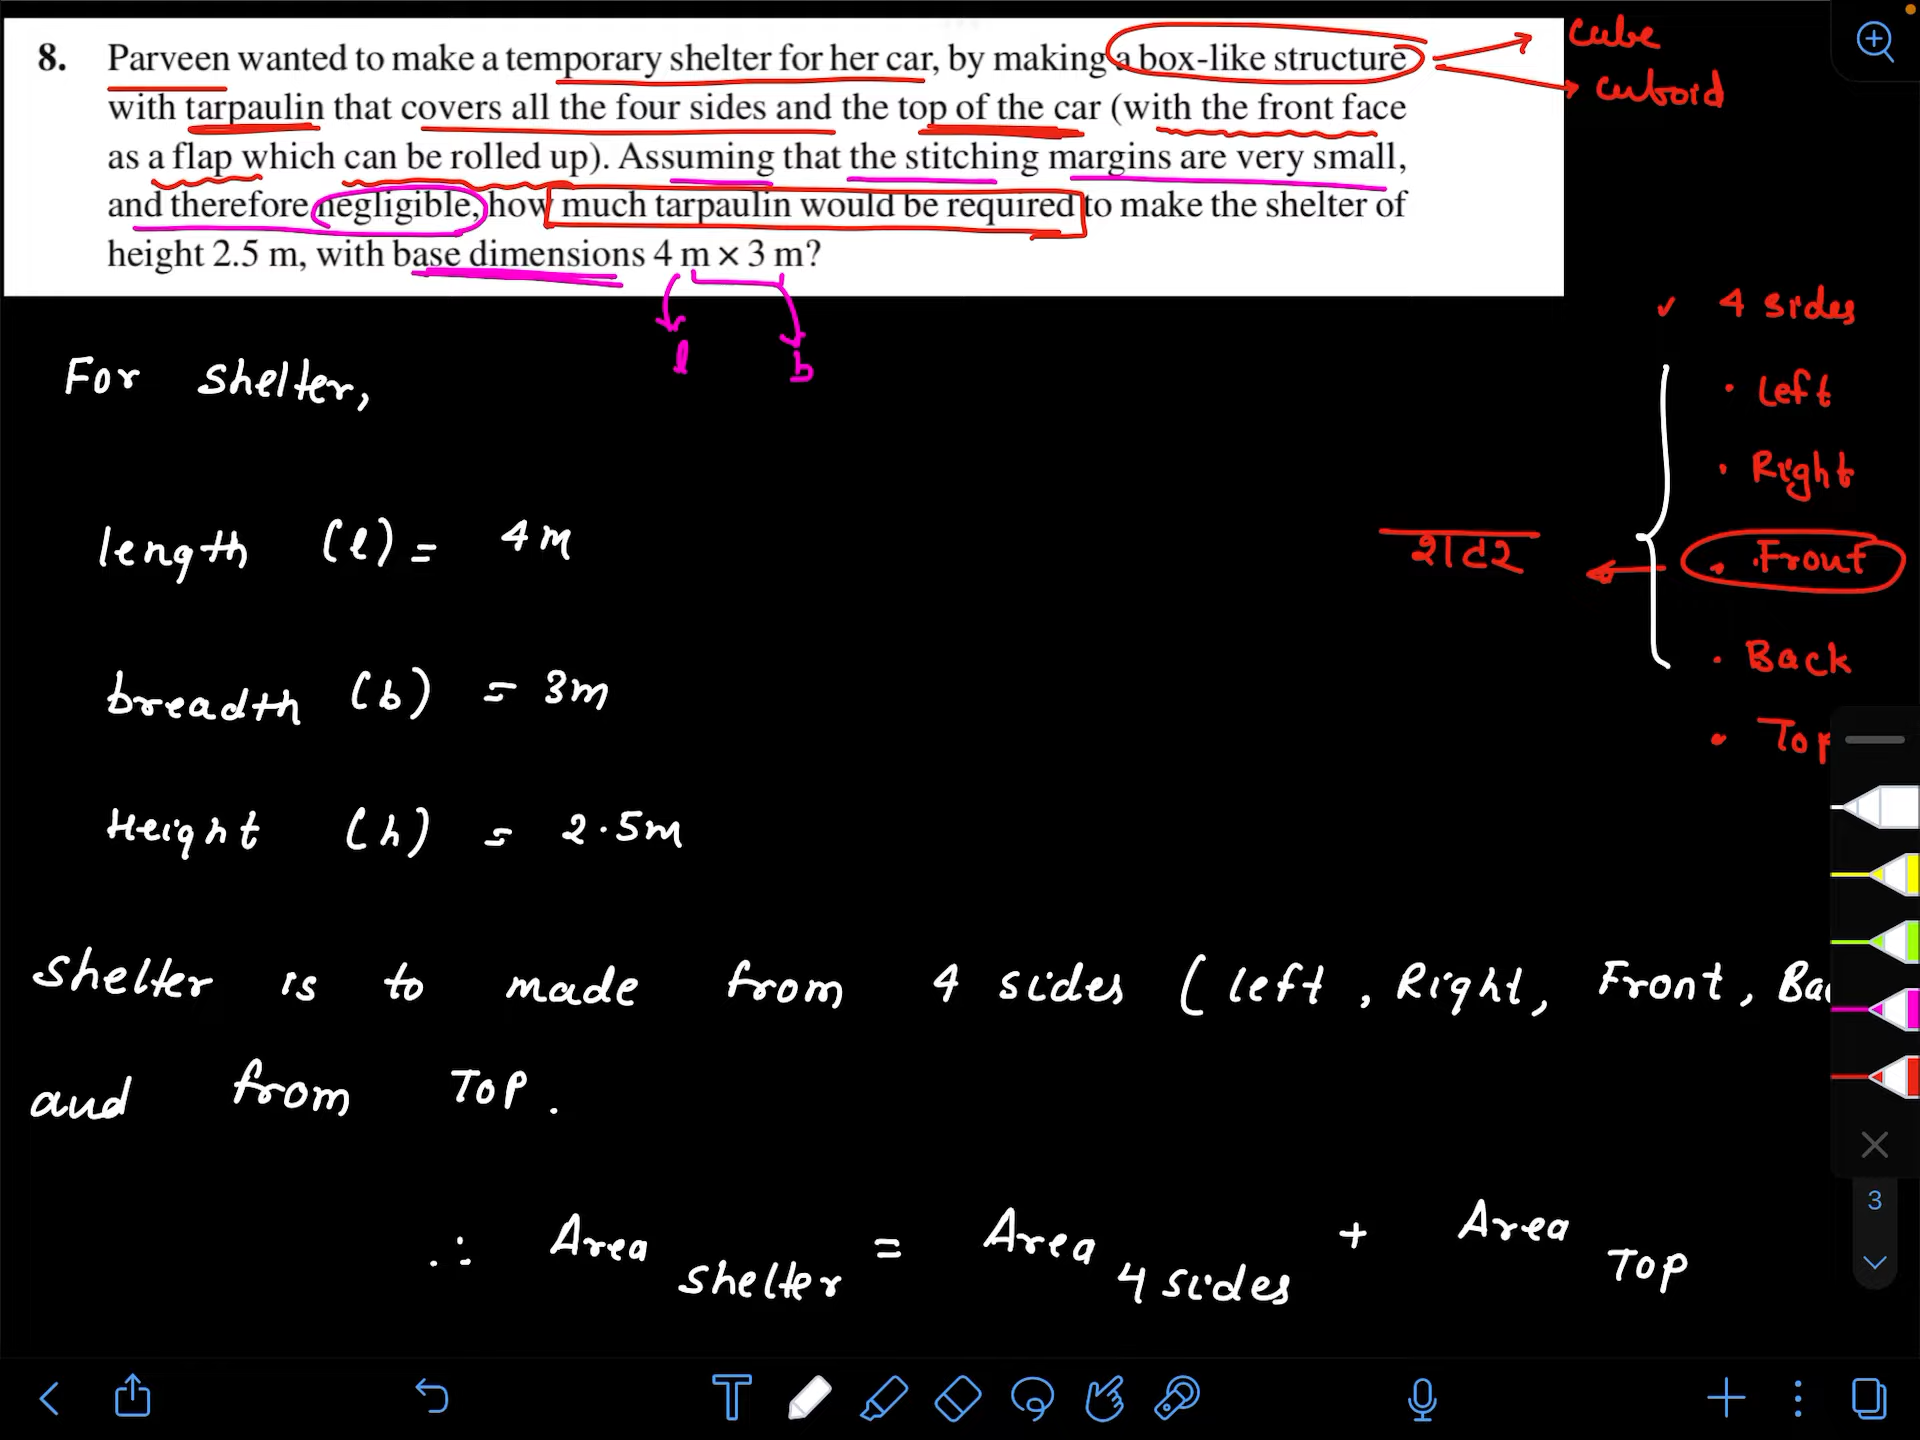 8. Parveen wanted to make a temporary shelter for her car, by making a box-like structure
with tarpaulin that covers all the four sides and the top of the car (with the front face
as a flap which can be rolled up). Assuming that the stitching margins are very small,
and therefore negligible, how much tarpaulin would be required to make the shelter of
height 2.5 m, with base dimensions 4 m × 3 m?
cube
cuboid
l b
4 sides
• Left
• Right
• Front
શટર
• Back
• Top
For shelter,
length (l) = 4m
breadth (b) = 3m
Height (h) = 2.5m
Shelter is to made from 4 sides (left, Right, Front, Ba
and from TOP.
∴ Area shelter = Area 4 sides + Area TOP
3